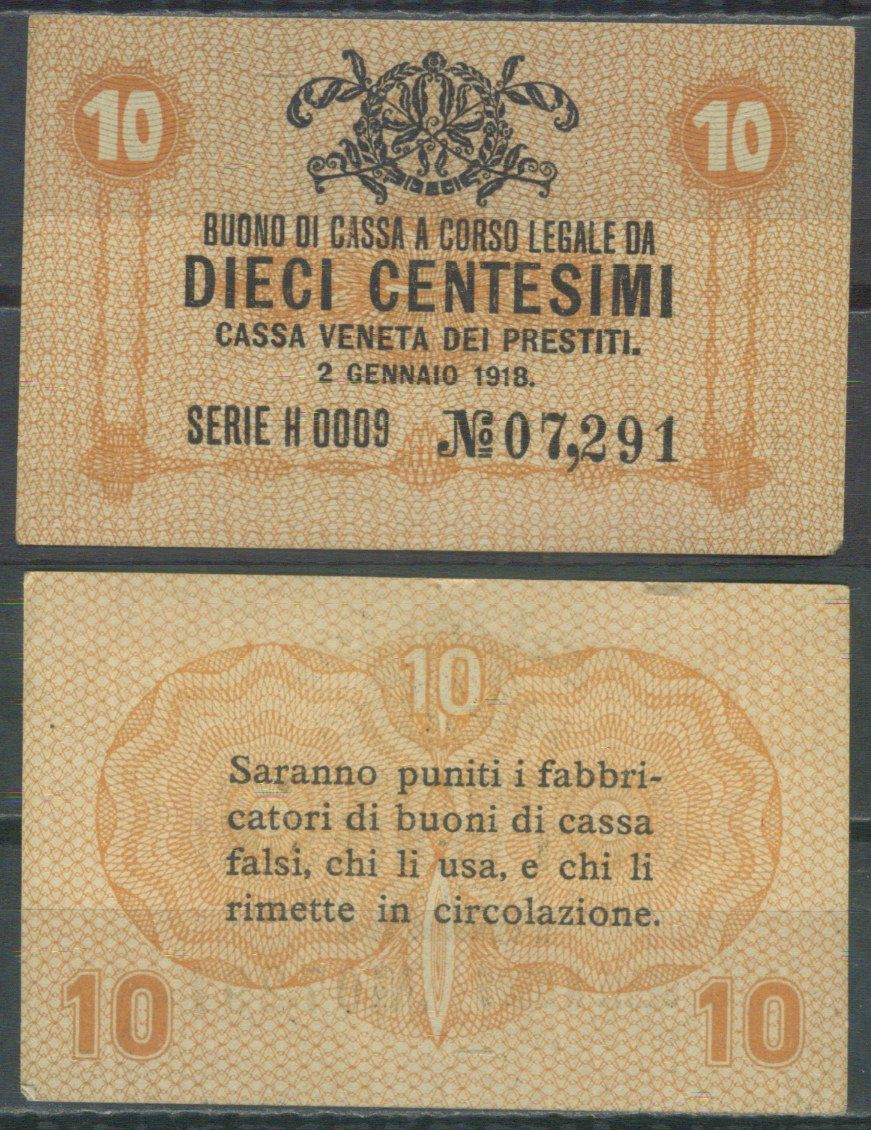 10
10
BUONO DI CASSA A CORSO LEGALE DA
DIECI CENTESIMI
CASSA VENETA DEI PRESTITI.
2 GENNAIO 1918.
SERIE H 0009 No 07,291
10
Saranno puniti i fabbri-
catori di buoni di cassa
falsi, chi li usa, e chi li
rimette in circolazione.
10
10